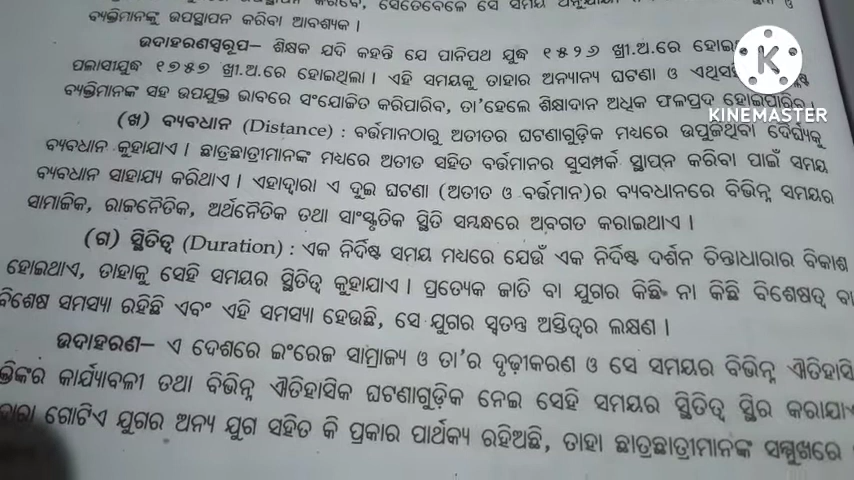 କରିବେ, ସେତେବେଳେ ସେ ସମୟ
ବ୍ୟକ୍ତିମାନଙ୍କୁ ଉପସ୍ଥାପନ କରିବା ଆବଶ୍ୟକ ।
ଉଦାହରଣସ୍ୱରୂପ– ଶିକ୍ଷକ ଯଦି କହନ୍ତି ଯେ ପାନିପଥ ଯୁଦ୍ଧ ୧୫୨୬ ଖ୍ରୀ.ଅ.ରେ
ପଲାସୀଯୁଦ୍ଧ ୧୭୫୭ ଖ୍ରୀ.ଅ.ରେ ହୋଇଥିଲା । ଏହି ସମୟକୁ ତାହାର ଅନ୍ୟାନ୍ୟ ଘଟଣା ଓ
ବ୍ୟକ୍ତିମାନଙ୍କ ସହ ଉପଯୁକ୍ତ ଭାବରେ ସଂଯୋଜିତ କରିପାରିବ, ତା'ହେଲେ ଶିକ୍ଷାଦାନ ଅଧିକ ଫଳପ୍ରଦ ହୋଇପାରିବ ।
KINEMASTER
(ଖ) ବ୍ୟବଧାନ (Distance) : ବର୍ତ୍ତମାନଠାରୁ ଅତୀତର ଘଟଣାଗୁଡ଼ିକ ମଧ୍ୟରେ ଉପୁଜିଥିବା ଦୈର୍ଘ୍ୟକୁ
ବ୍ୟବଧାନ କୁହାଯାଏ । ଛାତ୍ରଛାତ୍ରୀମାନଙ୍କ ମଧ୍ୟରେ ଅତୀତ ସହିତ ବର୍ତ୍ତମାନର ସୁସମ୍ପର୍କ ସ୍ଥାପନ କରିବା ପାଇଁ ସମୟ
ବ୍ୟବଧାନ ସାହାଯ୍ୟ କରିଥାଏ । ଏହାଦ୍ୱାରା ଏ ଦୁଇ ଘଟଣା (ଅତୀତ ଓ ବର୍ତ୍ତମାନ)ର ବ୍ୟବଧାନରେ ବିଭିନ୍ନ ସମୟର
ସାମାଜିକ, ରାଜନୈତିକ, ଅର୍ଥନୈତିକ ତଥା ସାଂସ୍କୃତିକ ସ୍ଥିତି ସମ୍ବନ୍ଧରେ ଅବଗତ କରାଇଥାଏ ।
(ଗ) ସ୍ଥିତିତ୍ୱ (Duration) : ଏକ ନିର୍ଦ୍ଦିଷ୍ଟ ସମୟ ମଧ୍ୟରେ ଯେଉଁ ଏକ ନିର୍ଦ୍ଦିଷ୍ଟ ଦର୍ଶନ ଚିନ୍ତାଧାରାର ବିକାଶ
ହୋଇଥାଏ, ତାହାକୁ ସେହି ସମୟର ସ୍ଥିତିତ୍ୱ କୁହାଯାଏ । ପ୍ରତ୍ୟେକ ଜାତି ବା ଯୁଗର କିଛି ନା କିଛି ବିଶେଷତ୍ୱ ବା
ବିଶେଷ ସମସ୍ୟା ରହିଛି ଏବଂ ଏହି ସମସ୍ୟା ହେଉଛି, ସେ ଯୁଗର ସ୍ୱତନ୍ତ୍ର ଅସ୍ତିତ୍ୱର ଲକ୍ଷଣ ।
ଉଦାହରଣ– ଏ ଦେଶରେ ଇଂରେଜ ସାମ୍ରାଜ୍ୟ ଓ ତା'ର ଦୃଢ଼ୀକରଣ ଓ ସେ ସମୟର ବିଭିନ୍ନ
କାର୍ଯ୍ୟାବଳୀ ତଥା ବିଭିନ୍ନ ଐତିହାସିକ ଘଟଣାଗୁଡ଼ିକ ନେଇ ସେହି ସମୟର ସ୍ଥିତିତ୍ୱ ସ୍ଥିର କରାଯାଏ
ଗୋଟିଏ ଯୁଗର ଅନ୍ୟ ଯୁଗ ସହିତ କି ପ୍ରକାର ପାର୍ଥକ୍ୟ ରହିଅଛି, ତାହା ଛାତ୍ରଛାତ୍ରୀମାନଙ୍କ ସମ୍ମୁଖରେ